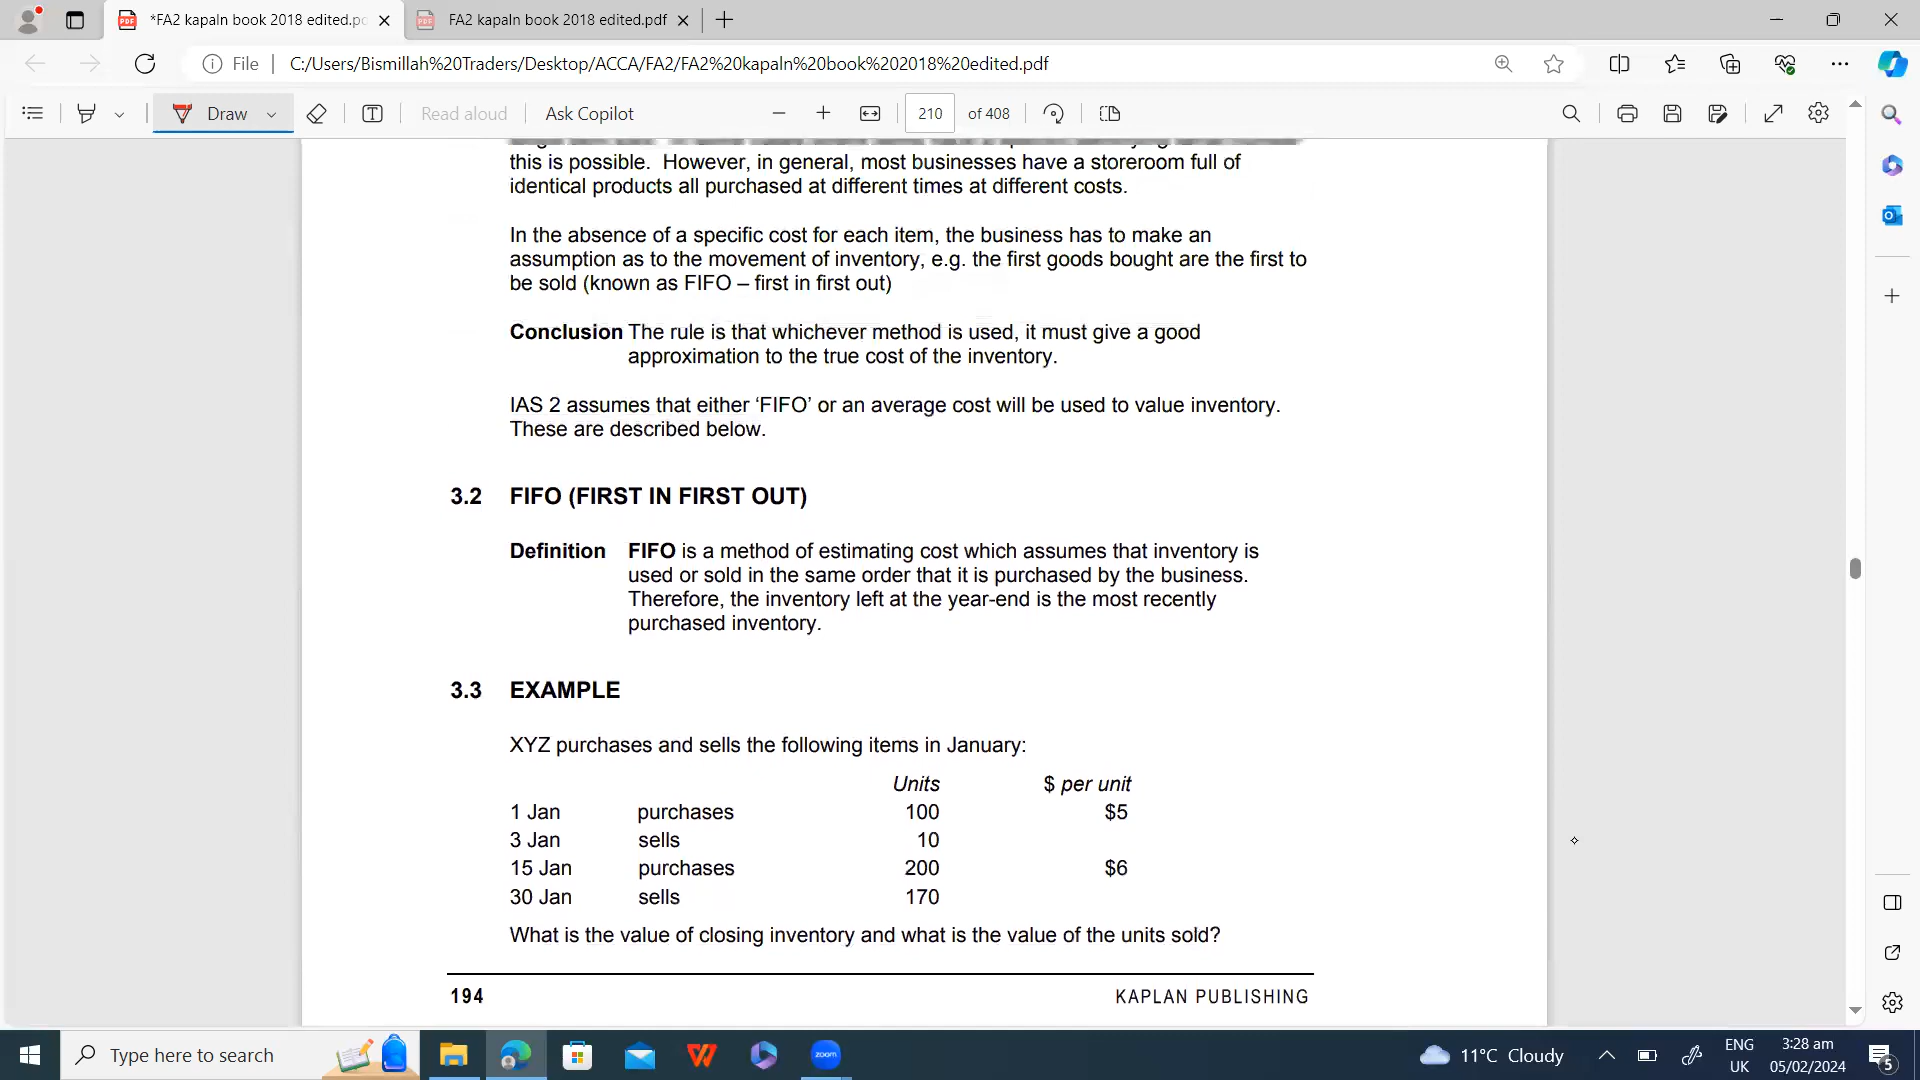 *FA2 kapaln book 2018 edited.pd
FA2 kapaln book 2018 edited.pdf
File
C:/Users/Bismillah%20Traders/Desktop/ACCA/FA2/FA2%20kapaln%20book%202018%20edited.pdf
Draw
Read aloud
Ask Copilot
210 of 408
this is possible. However, in general, most businesses have a storeroom full of
identical products all purchased at different times at different costs.
In the absence of a specific cost for each item, the business has to make an
assumption as to the movement of inventory, e.g. the first goods bought are the first to
be sold (known as FIFO – first in first out)
Conclusion The rule is that whichever method is used, it must give a good
approximation to the true cost of the inventory.
IAS 2 assumes that either ‘FIFO’ or an average cost will be used to value inventory.
These are described below.
3.2 FIFO (FIRST IN FIRST OUT)
Definition FIFO is a method of estimating cost which assumes that inventory is
used or sold in the same order that it is purchased by the business.
Therefore, the inventory left at the year-end is the most recently
purchased inventory.
3.3 EXAMPLE
XYZ purchases and sells the following items in January:
Units $ per unit
1 Jan purchases 100 $5
3 Jan sells 10
15 Jan purchases 200 $6
30 Jan sells 170
What is the value of closing inventory and what is the value of the units sold?
194 KAPLAN PUBLISHING
Type here to search
zoom
11°C Cloudy
ENG
UK
3:28 am
05/02/2024
5